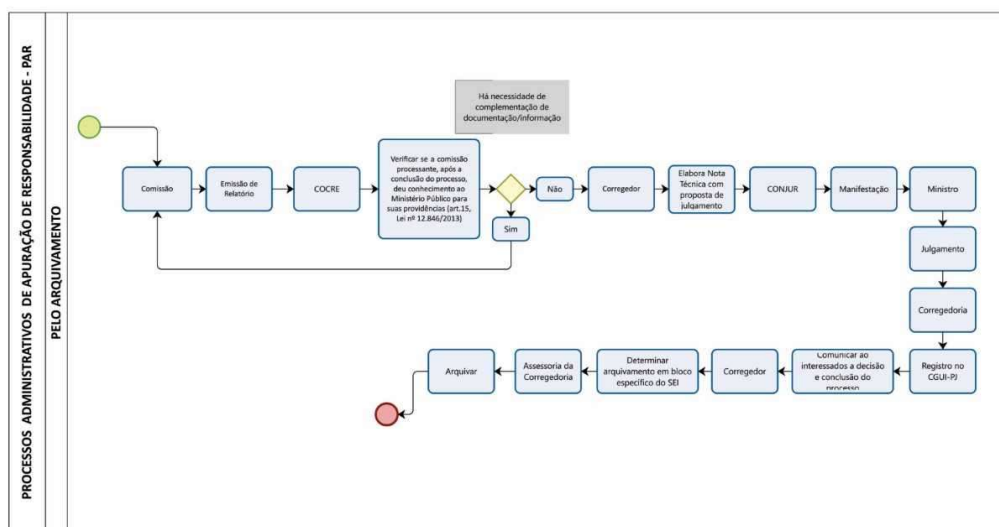 PROCESSOS ADMINISTRATIVOS DE APURAÇÃO DE RESPONSABILIDADE - PAR
PELO ARQUIVAMENTO
Há necessidade de
complementação de
documentação/informação
Comissão
Emissão de
Relatório
COCRE
Verificar se a comissão
processante, após a
conclusão do processo,
deu conhecimento ao
Ministério Público para
suas providências (art.15,
Lei nº 12.846/2013)
Não
Sim
Corregedor
Elabora Nota
Técnica com
proposta de
julgamento
CONJUR
Manifestação
Ministro
Julgamento
Corregedoria
Registro no
CGUI-PJ
Comunicar ao
interessados a decisão
e conclusão do
processo
Corregedor
Determinar
arquivamento em bloco
específico do SEI
Assessoria da
Corregedoria
Arquivar